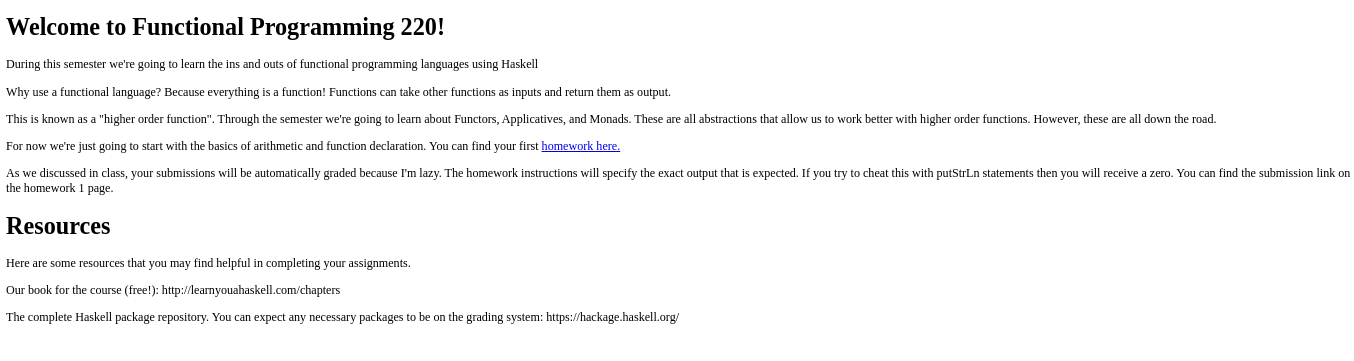 Welcome to Functional Programming 220!
During this semester we're going to learn the ins and outs of functional programming languages using Haskell
Why use a functional language? Because everything is a function! Functions can take other functions as inputs and return them as output.
This is known as a "higher order function". Through the semester we're going to learn about Functors, Applicatives, and Monads. These are all abstractions that allow us to work better with higher order functions. However, these are all down the road.
For now we're just going to start with the basics of arithmetic and function declaration. You can find your first homework here.
As we discussed in class, your submissions will be automatically graded because I'm lazy. The homework instructions will specify the exact output that is expected. If you try to cheat this with putStrLn statements then you will receive a zero. You can find the submission link on
the homework 1 page.
Resources
Here are some resources that you may find helpful in completing your assignments.
Our book for the course (free!): http://learnyouahaskell.com/chapters
The complete Haskell package repository. You can expect any necessary packages to be on the grading system: https://hackage.haskell.org/